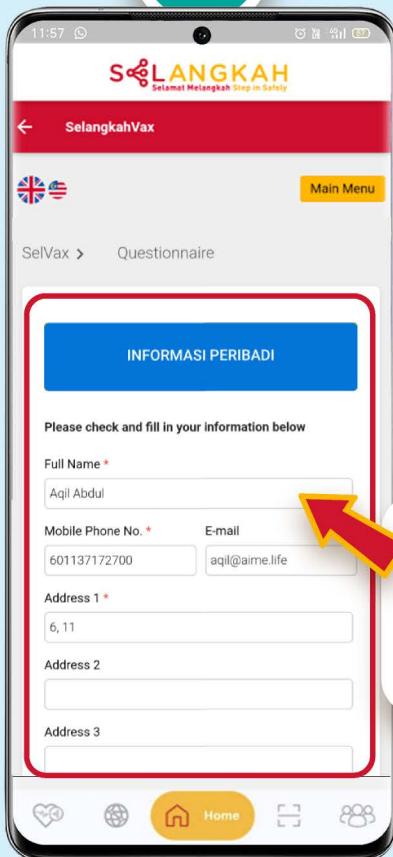 11:57
57
SELANGKAH
Selamat Melangkah Step in Safely
SelangkahVax
Main Menu
SelVax > Questionnaire
INFORMASI PERIBADI
Please check and fill in your information below
Full Name *
Aqil Abdul
Mobile Phone No. * E-mail
601137172700 aqil@aime.life
Address 1 *
6, 11
Address 2
Address 3
Home